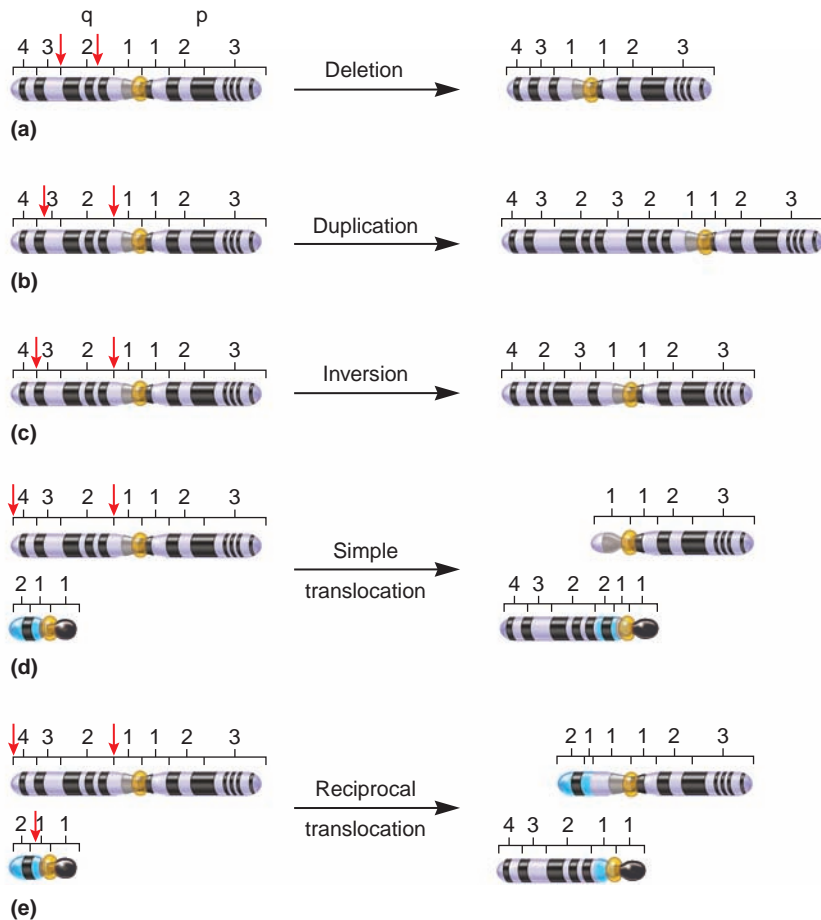 q p
4 3 2 1 1 2 3
Deletion
4 3 1 1 2 3
(a)
4 3 2 1 1 2 3
Duplication
4 3 2 3 2 1 1 2 3
(b)
4 3 2 1 1 2 3
Inversion
4 2 3 1 1 2 3
(c)
4 3 2 1 1 2 3
Simple
translocation
1 1 2 3
2 1 1
4 3 2 2 1 1
(d)
4 3 2 1 1 2 3
Reciprocal
translocation
2 1 1 1 2 3
2 1 1
4 3 2 1 1
(e)